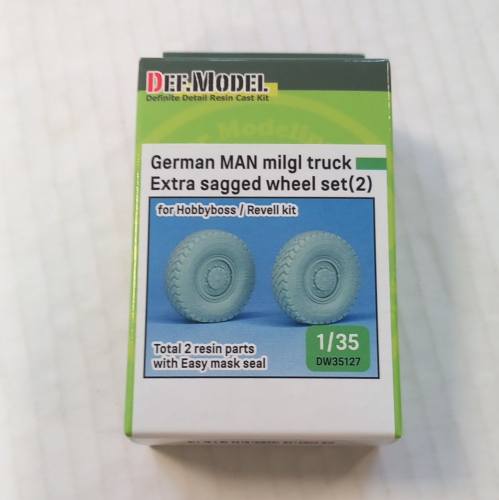 DEF.MODEL
Definite Detail Resin Cast Kit
German MAN milgl truck
Extra sagged wheel set(2)
for Hobbyboss / Revell kit
Total 2 resin parts
with Easy mask seal
1/35
DW35127